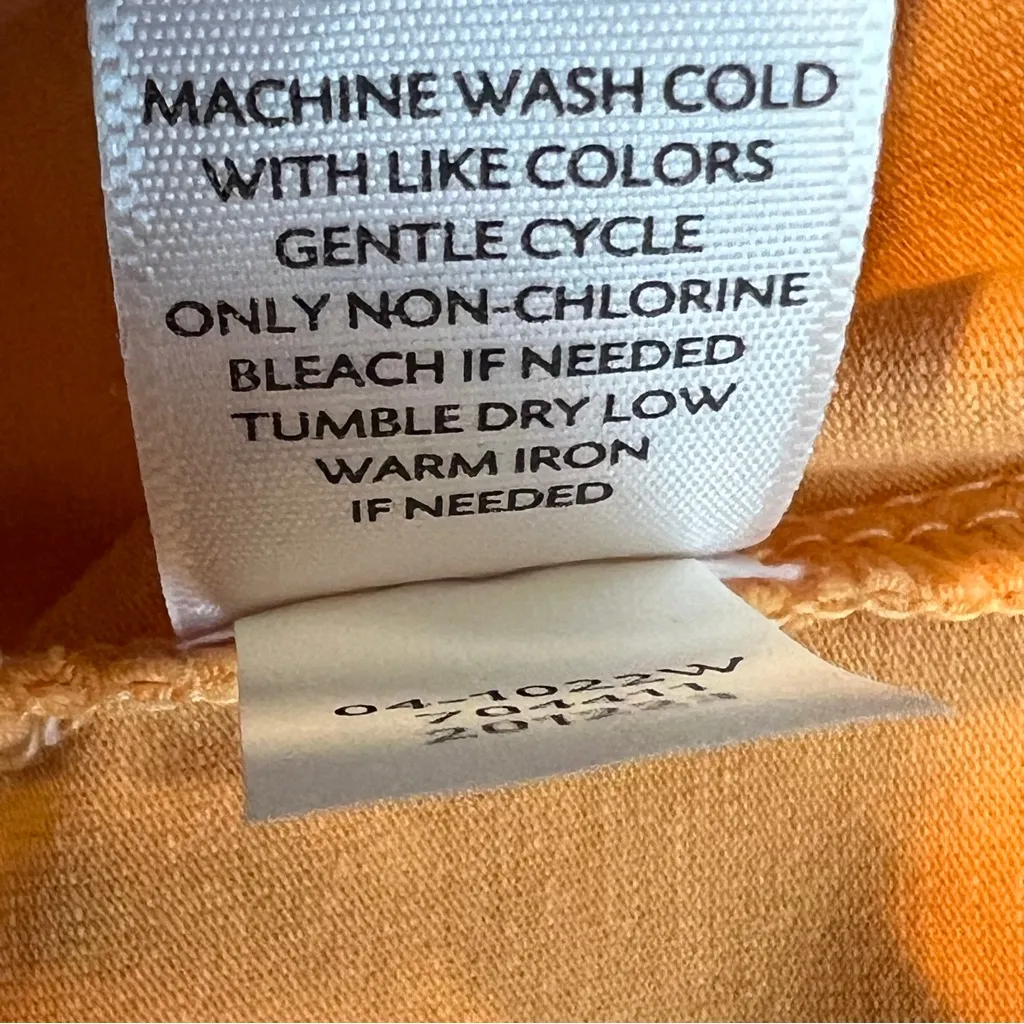 MACHINE WASH COLD
WITH LIKE COLORS
GENTLE CYCLE
ONLY NON-CHLORINE
BLEACH IF NEEDED
TUMBLE DRY LOW
WARM IRON
IF NEEDED
04-1022W
704411